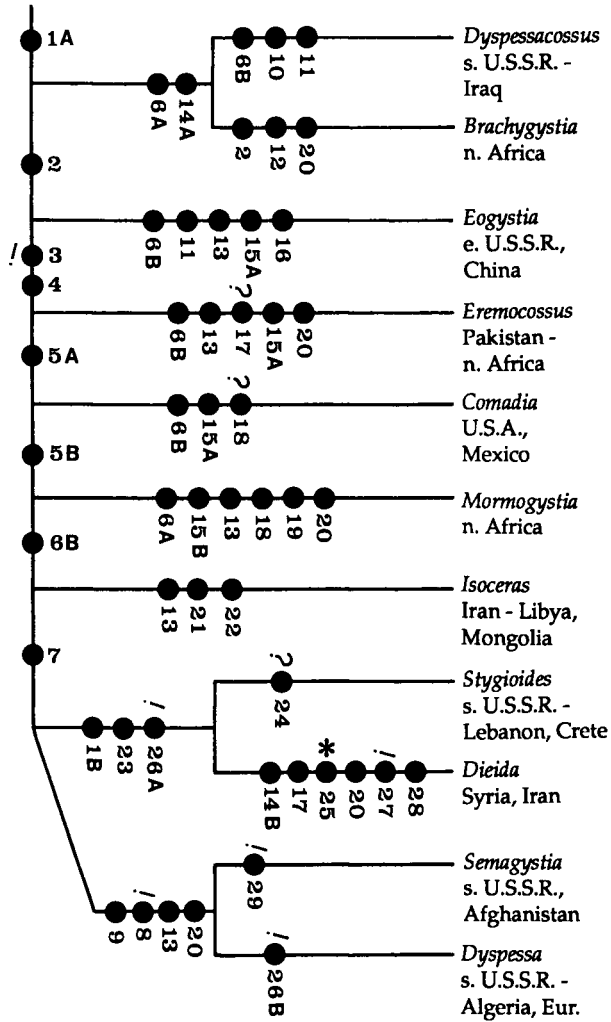 1A
6B 10 11
Dyspessacossus
s. U.S.S.R. -
Iraq
6A 14A
2 12 20
Brachygystia
n. Africa
2
6B 11 13 15A 16
Eogystia
e. U.S.S.R.,
China
! 3
4
?
6B 13 17 15A 20
Eremocossus
Pakistan -
n. Africa
5A
?
6B 15A 18
Comadia
U.S.A.,
Mexico
5B
6A 15B 13 18 19 20
Mormogystia
n. Africa
6B
13 21 22
Isoceras
Iran - Libya,
Mongolia
7
?
24
Stygioides
s. U.S.S.R. -
Lebanon, Crete
!
1B 23 26A
* !
14B 17 25 20 27 28
Dieida
Syria, Iran
!
29
Semagystia
s. U.S.S.R.,
Afghanistan
!
9 8 13 20
!
26B
Dyspessa
s. U.S.S.R. -
Algeria, Eur.